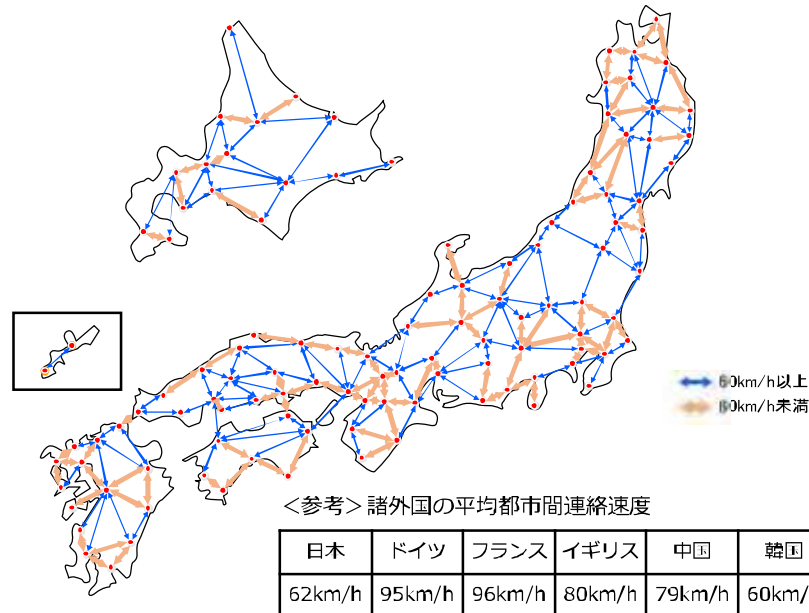 60km/h以上
60km/h未満
<参考>諸外国の平均都市間連絡速度
日本 ドイツ フランス イギリス 中国 韓国
62km/h 95km/h 96km/h 80km/h 79km/h 60km/